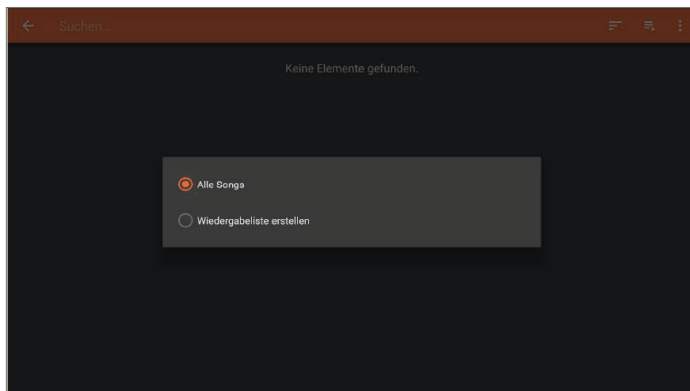 Suchen...
Keine Elemente gefunden.
Alle Songs
Wiedergabeliste erstellen